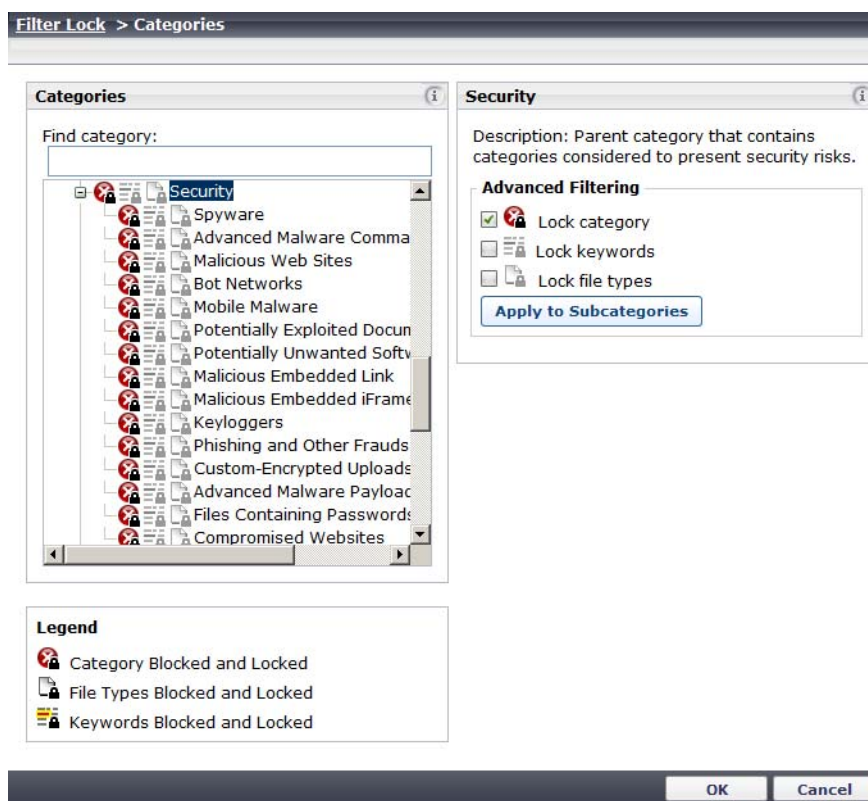 Filter Lock > Categories
Categories
Find category:
Security
Spyware
Advanced Malware Comma
Malicious Web Sites
Bot Networks
Mobile Malware
Potentially Exploited Docum
Potentially Unwanted Softw
Malicious Embedded Link
Malicious Embedded iFrame
Keyloggers
Phishing and Other Frauds
Custom-Encrypted Uploads
Advanced Malware Payload
Files Containing Passwords
Compromised Websites
Legend
Category Blocked and Locked
File Types Blocked and Locked
Keywords Blocked and Locked
Security
Description: Parent category that contains
categories considered to present security risks.
Advanced Filtering
Lock category
Lock keywords
Lock file types
Apply to Subcategories
OK
Cancel